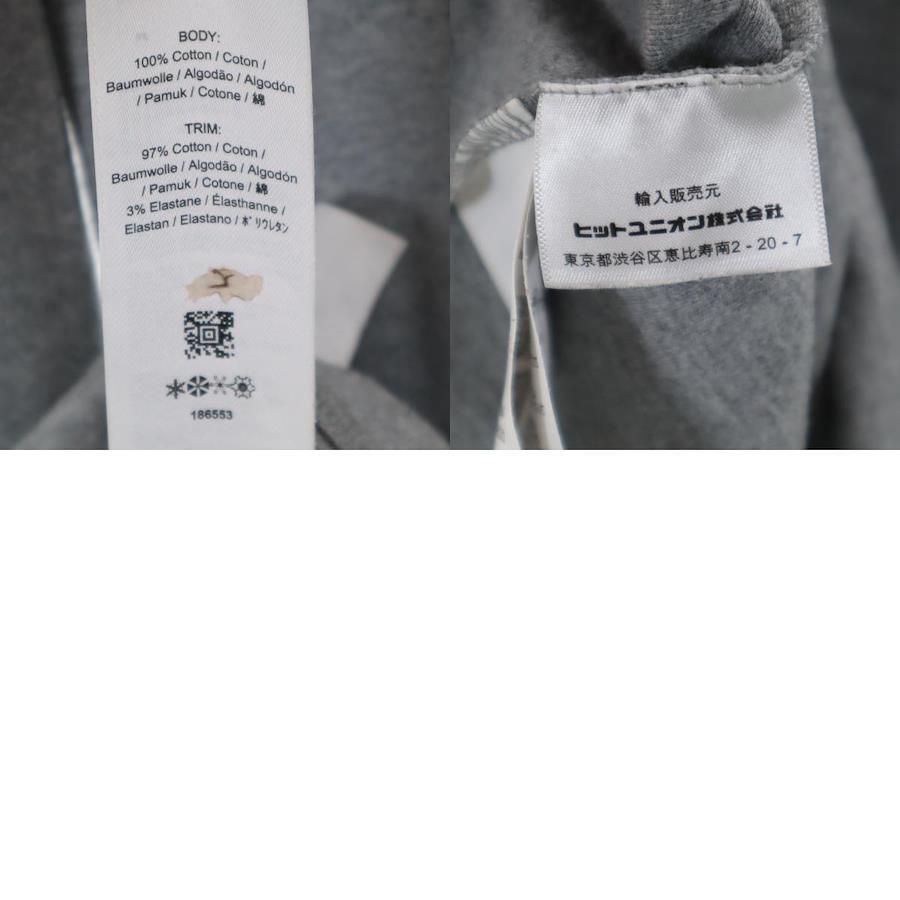 BODY:
100% Cotton / Coton /
Baumwolle / Algodão / Algodón
/ Pamuk / Cotone / 綿
TRIM:
97% Cotton / Coton /
Baumwolle / Algodão / Algodón
/ Pamuk / Cotone / 綿
3% Elastane / Élasthanne /
Elastan / Elastano / ﾎﾟﾘｳﾚﾀﾝ
186553
輸入販売元
ヒットユニオン株式会社
東京都渋谷区恵比寿南2-20-7